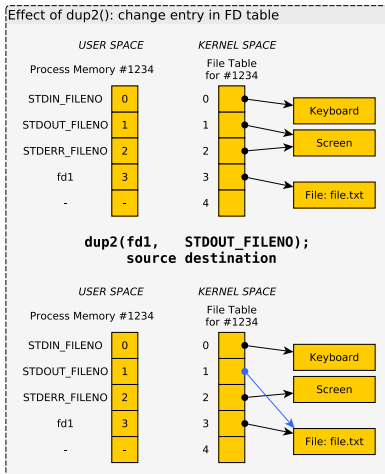 Effect of dup2(): change entry in FD table
USER SPACE KERNEL SPACE
Process Memory #1234 File Table
for #1234
STDIN_FILENO 0 0 Keyboard
STDOUT_FILENO 1 1 Screen
STDERR_FILENO 2 2
fd1 3 3 File: file.txt
- - 4
dup2(fd1, STDOUT_FILENO);
source destination
USER SPACE KERNEL SPACE
Process Memory #1234 File Table
for #1234
STDIN_FILENO 0 0 Keyboard
STDOUT_FILENO 1 1 Screen
STDERR_FILENO 2 2
fd1 3 3 File: file.txt
- - 4